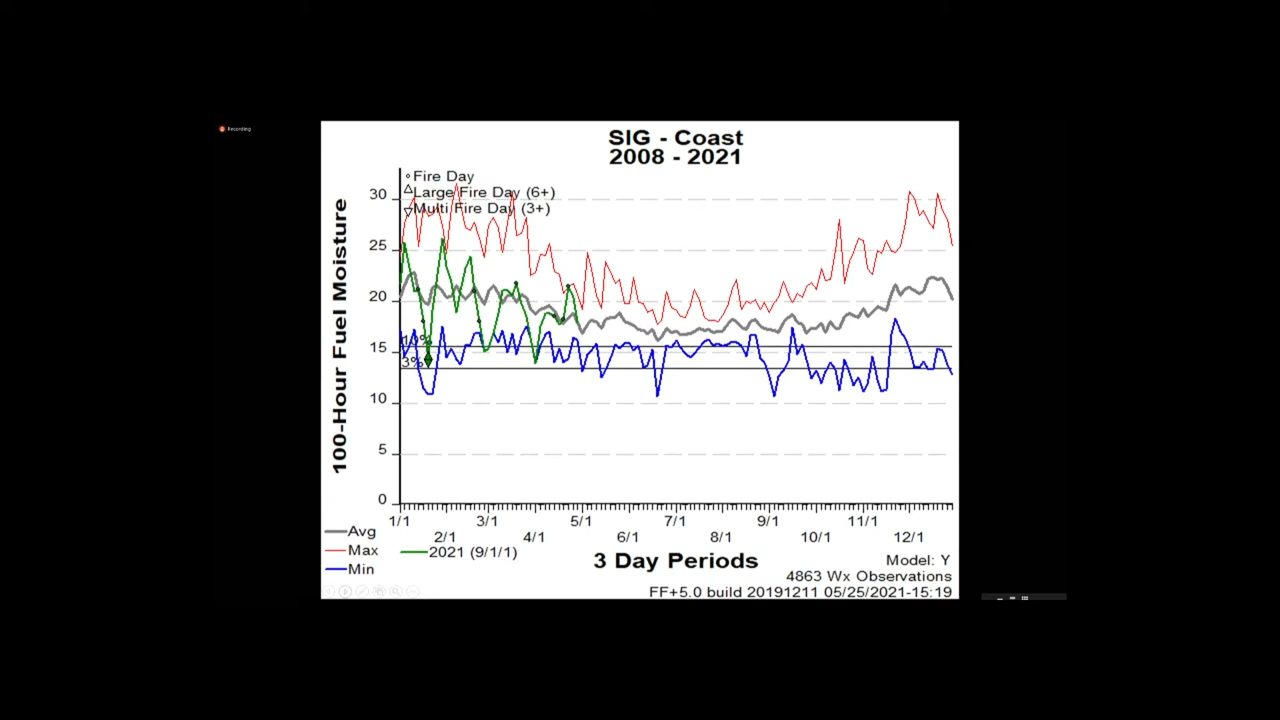 Recording
SIG - Coast
2008 - 2021
Fire Day
Large Fire Day (6+)
Multi Fire Day (3+)
100-Hour Fuel Moisture
30
25
20
15
10
5
0
3%
1/1
2/1
3/1
4/1
5/1
6/1
7/1
8/1
9/1
10/1
11/1
12/1
Avg
Max
Min
2021 (9/1/1)
3 Day Periods
Model: Y
4863 Wx Observations
FF+5.0 build 20191211 05/25/2021-15:19